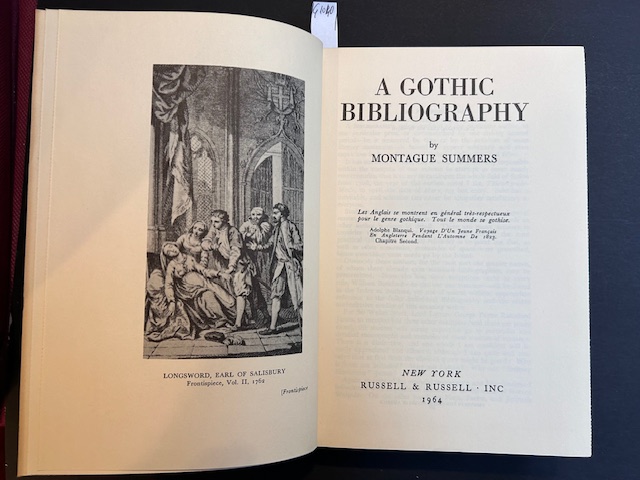 LONGSWORD, EARL OF SALISBURY
Frontispiece, Vol. II. 1762
[Frontispiece
A GOTHIC
BIBLIOGRAPHY
by
MONTAGUE SUMMERS
Les Anglais se montrent en général très-respectueux
pour le genre gothique. Tout le monde se gothise.
Adolphe Blanqui. Voyage D'Un Jeune Français
En Angleterre Pendant L'Automne De 1823.
Chapitre Second.
NEW YORK
RUSSELL & RUSSELL · INC
1964